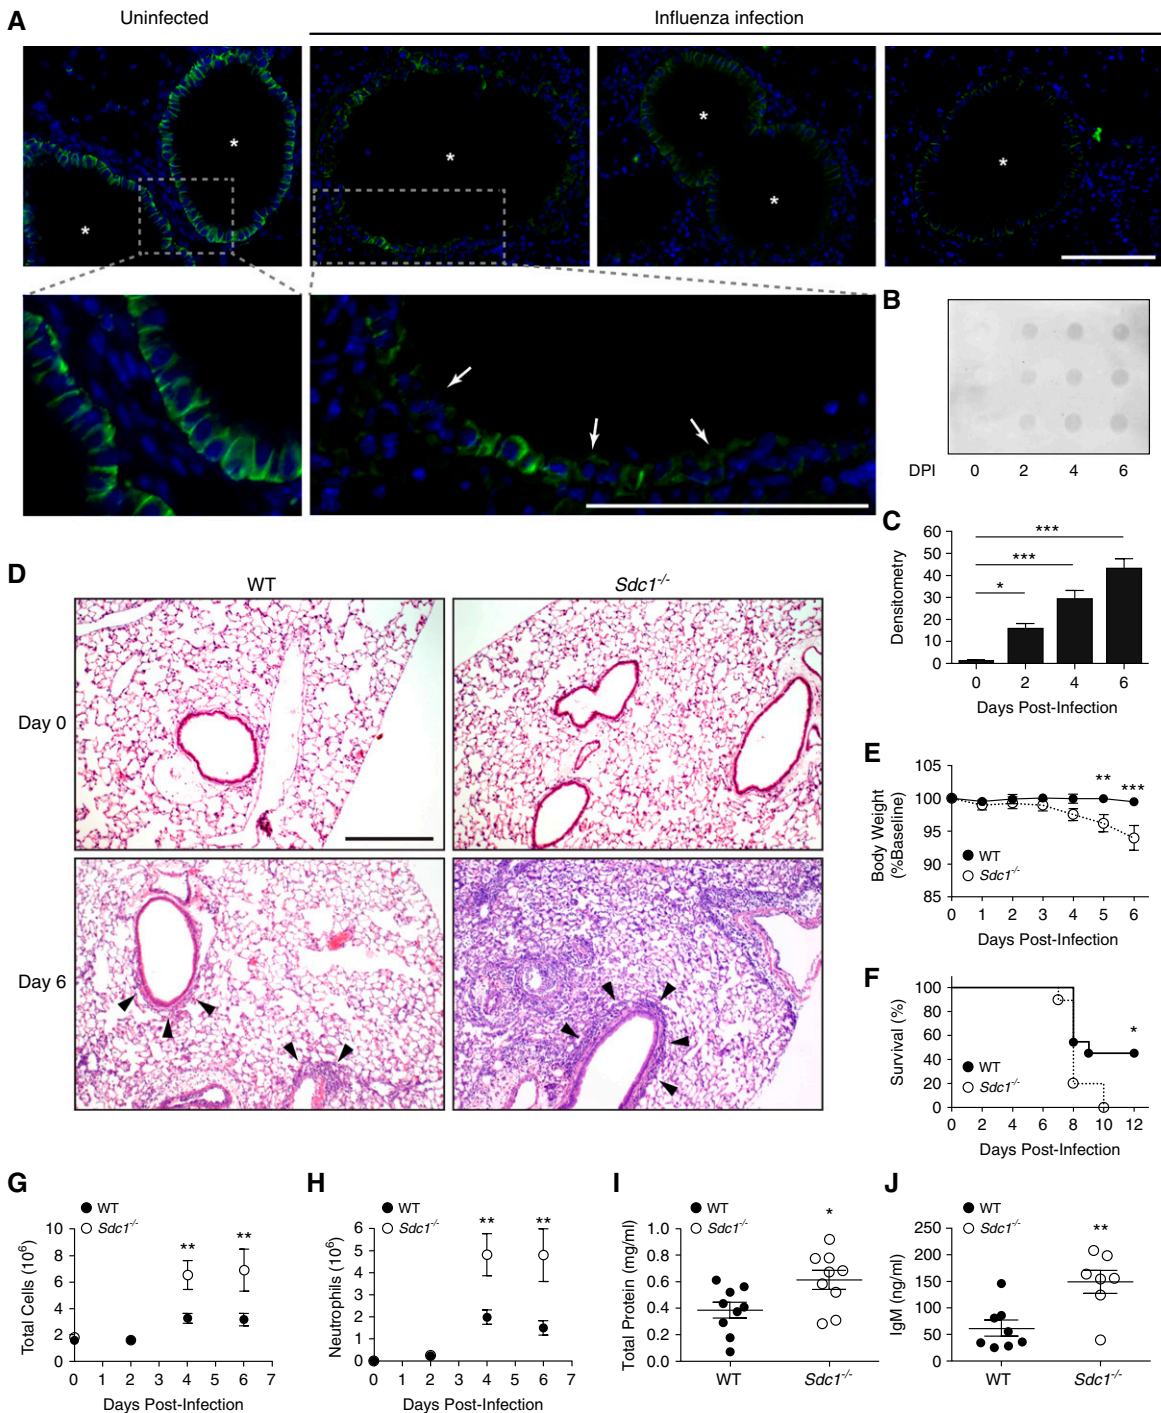 A
Uninfected
Influenza infection
*
*
*
*
*
*
B
DPI
0 2 4 6
C
Densitometry
60
50
40
30
20
10
0
*
***
***
0 2 4 6
Days Post-Infection
D
WT
Sdc1-/-
Day 0
Day 6
E
Body Weight
(%Baseline)
105
100
95
90
85
**
***
WT
Sdc1-/-
0 1 2 3 4 5 6
Days Post-Infection
F
Survival (%)
100
80
60
40
20
0
*
WT
Sdc1-/-
0 2 4 6 8 10 12
Days Post-Infection
G
WT
Sdc1-/-
Total Cells (10⁶)
10
8
6
4
2
0
**
**
0 1 2 3 4 5 6 7
Days Post-Infection
H
WT
Sdc1-/-
Neutrophils (10⁶)
6
5
4
3
2
1
0
**
**
0 1 2 3 4 5 6 7
Days Post-Infection
I
WT
Sdc1-/-
Total Protein (mg/ml)
1.0
0.8
0.6
0.4
0.2
0.0
*
WT
Sdc1-/-
J
WT
Sdc1-/-
IgM (ng/ml)
250
200
150
100
50
0
**
WT
Sdc1-/-